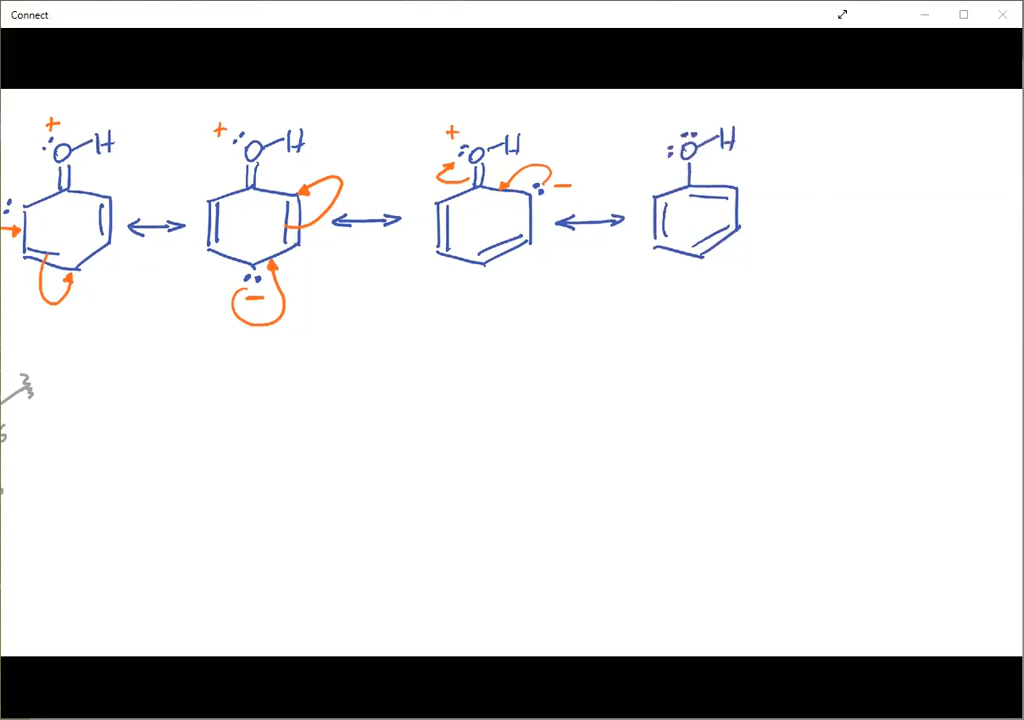 Connect
+ + +
:O-H :O-H :O-H :O-H
: - -